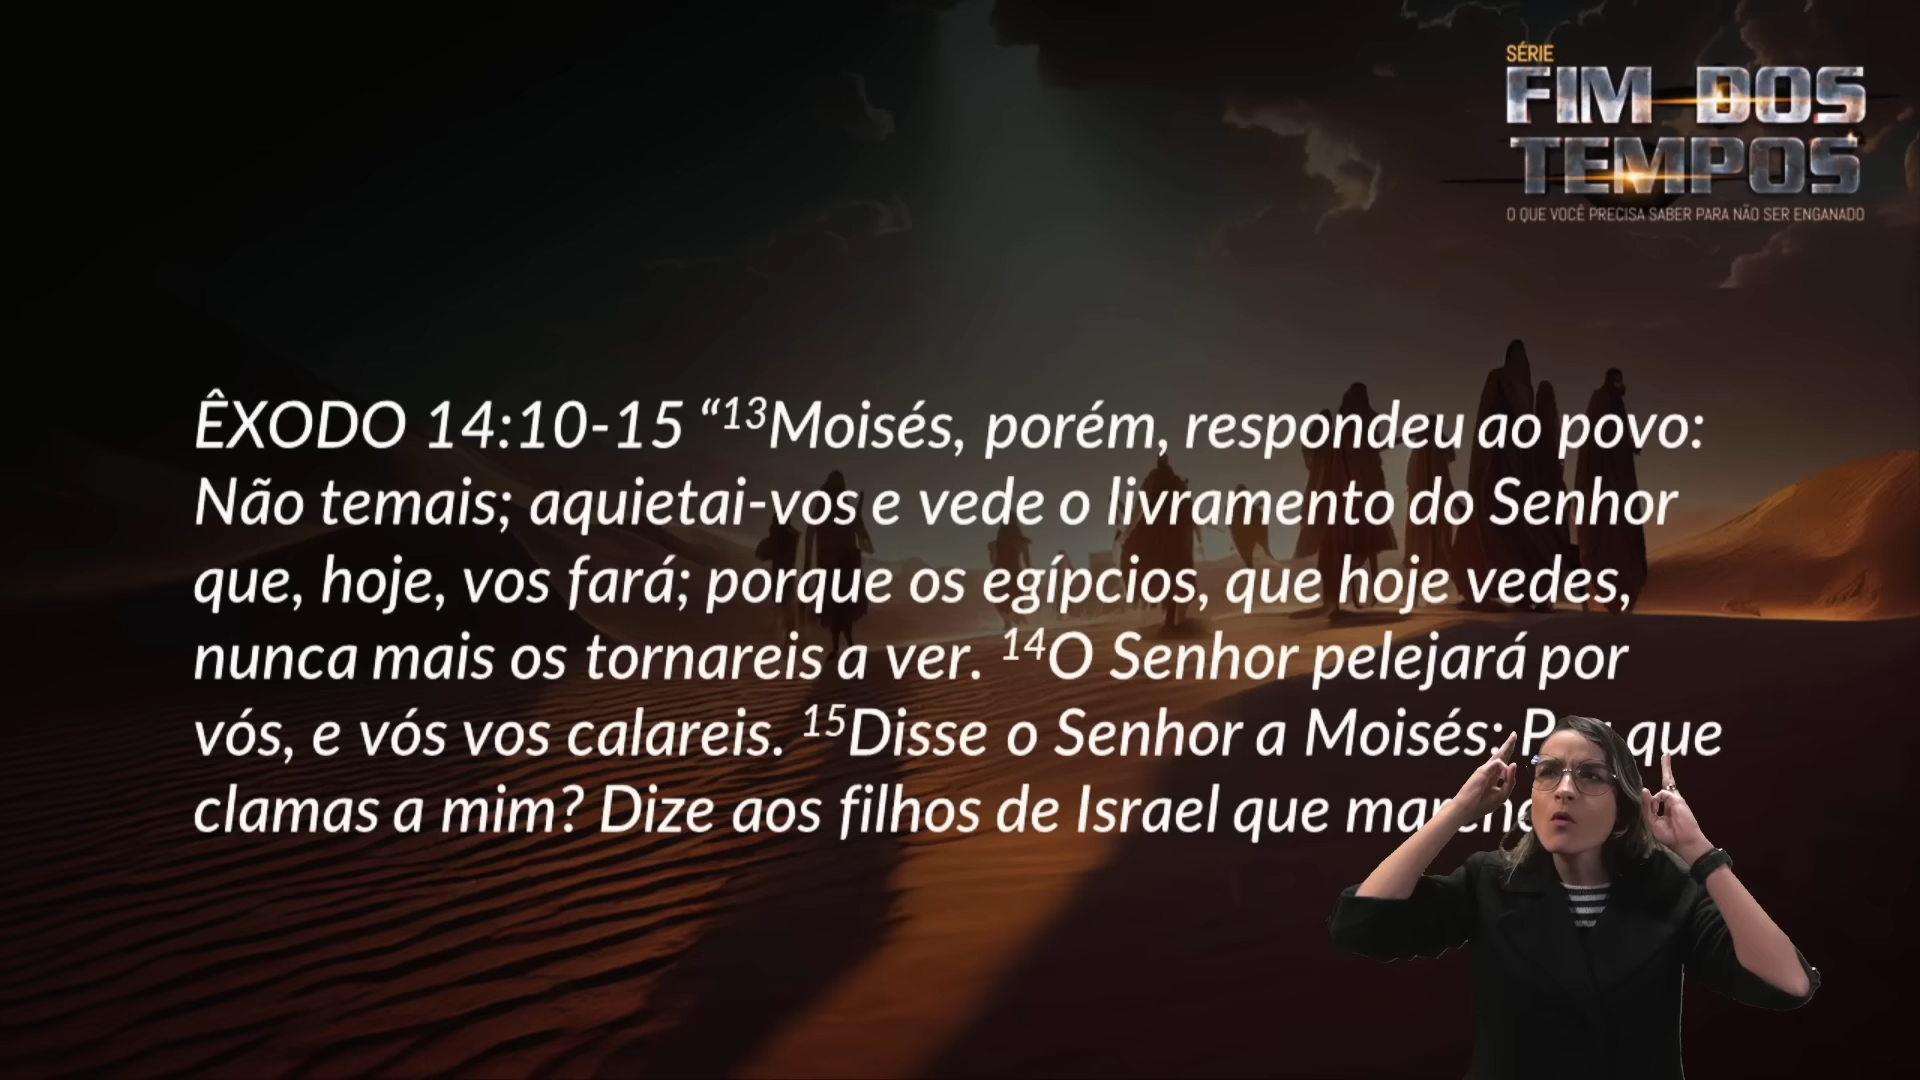 SÉRIE
FIM DOS
TEMPOS
O QUE VOCÊ PRECISA SABER PARA NÃO SER ENGANADO
ÊXODO 14:10-15 “13Moisés, porém, respondeu ao povo:
Não temais; aquietai-vos e vede o livramento do Senhor
que, hoje, vos fará; porque os egípcios, que hoje vedes,
nunca mais os tornareis a ver. 14O Senhor pelejará por
vós, e vós vos calareis. 15Disse o Senhor a Moisés: que
clamas a mim? Dize aos filhos de Israel que